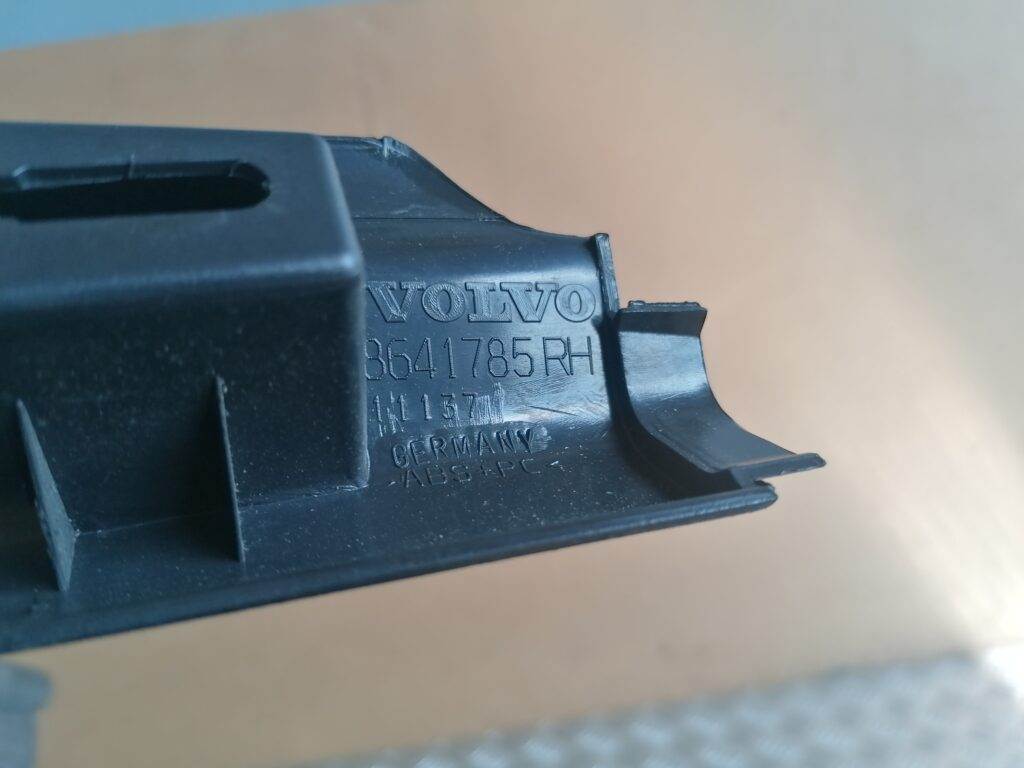 VOLVO
8641785 RH
11137
GERMANY
>ABS+PC<